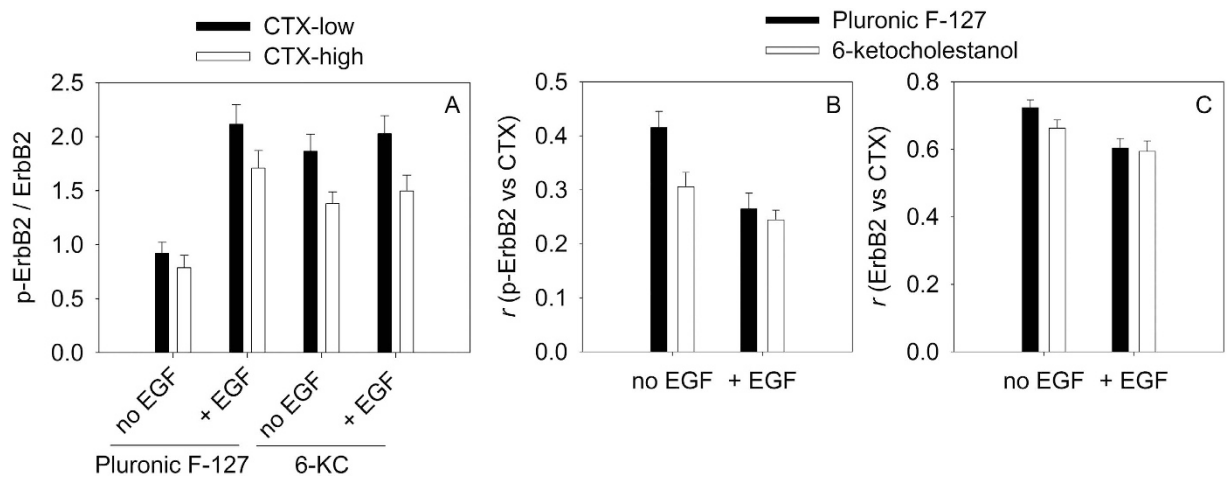 CTX-low
CTX-high
Pluronic F-127
6-ketocholestanol
A
p-ErbB2 / ErbB2
2.5
2.0
1.5
1.0
0.5
0.0
no EGF
+ EGF
no EGF
+ EGF
Pluronic F-127
6-KC
B
r (p-ErbB2 vs CTX)
0.5
0.4
0.3
0.2
0.1
0.0
no EGF
+ EGF
C
r (ErbB2 vs CTX)
0.8
0.6
0.4
0.2
0.0
no EGF
+ EGF